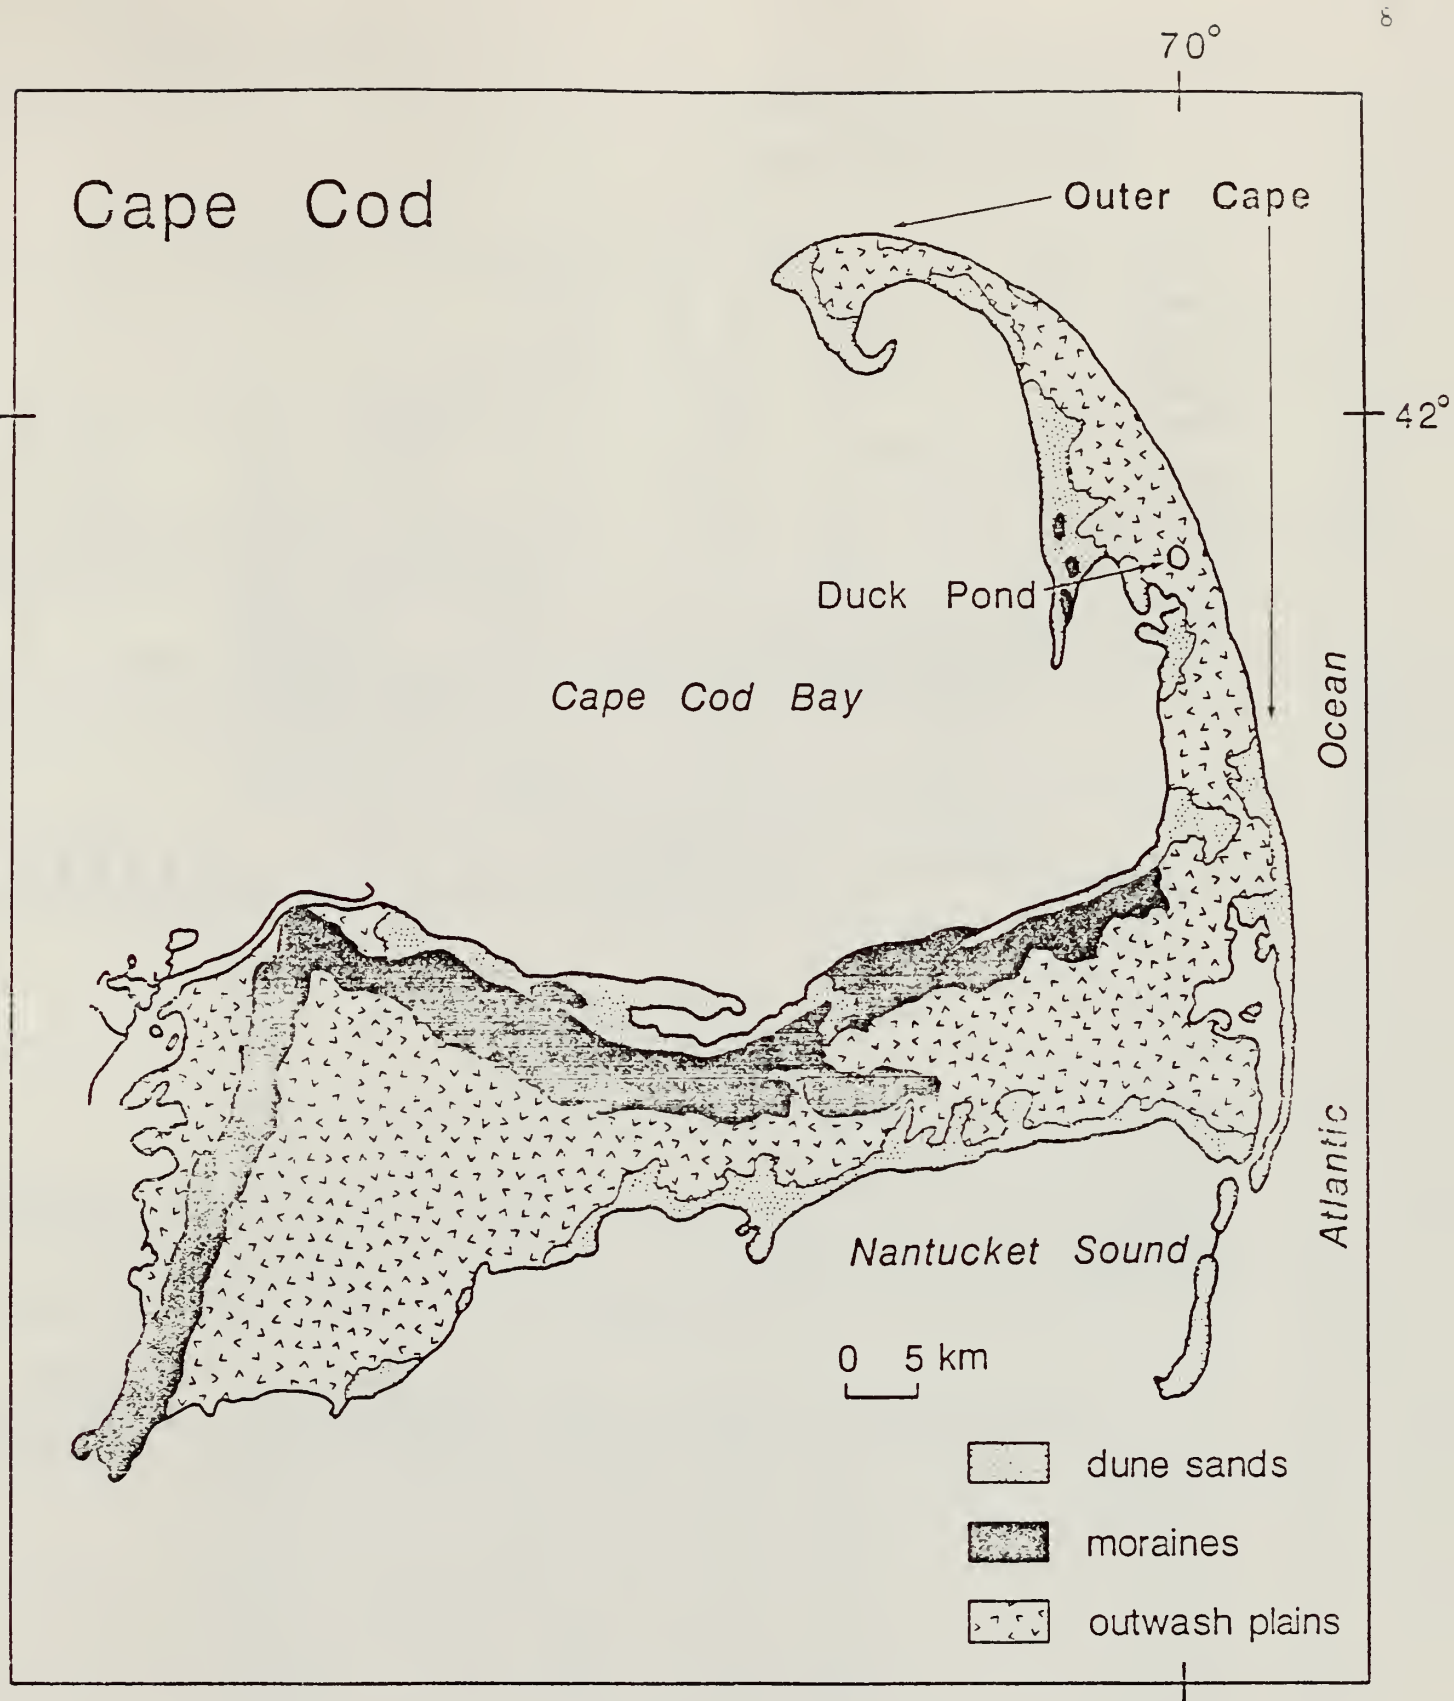 8
70°
Cape Cod
Outer Cape
42°
Duck Pond
Cape Cod Bay
Atlantic Ocean
Nantucket Sound
0 5 km
dune sands
moraines
outwash plains